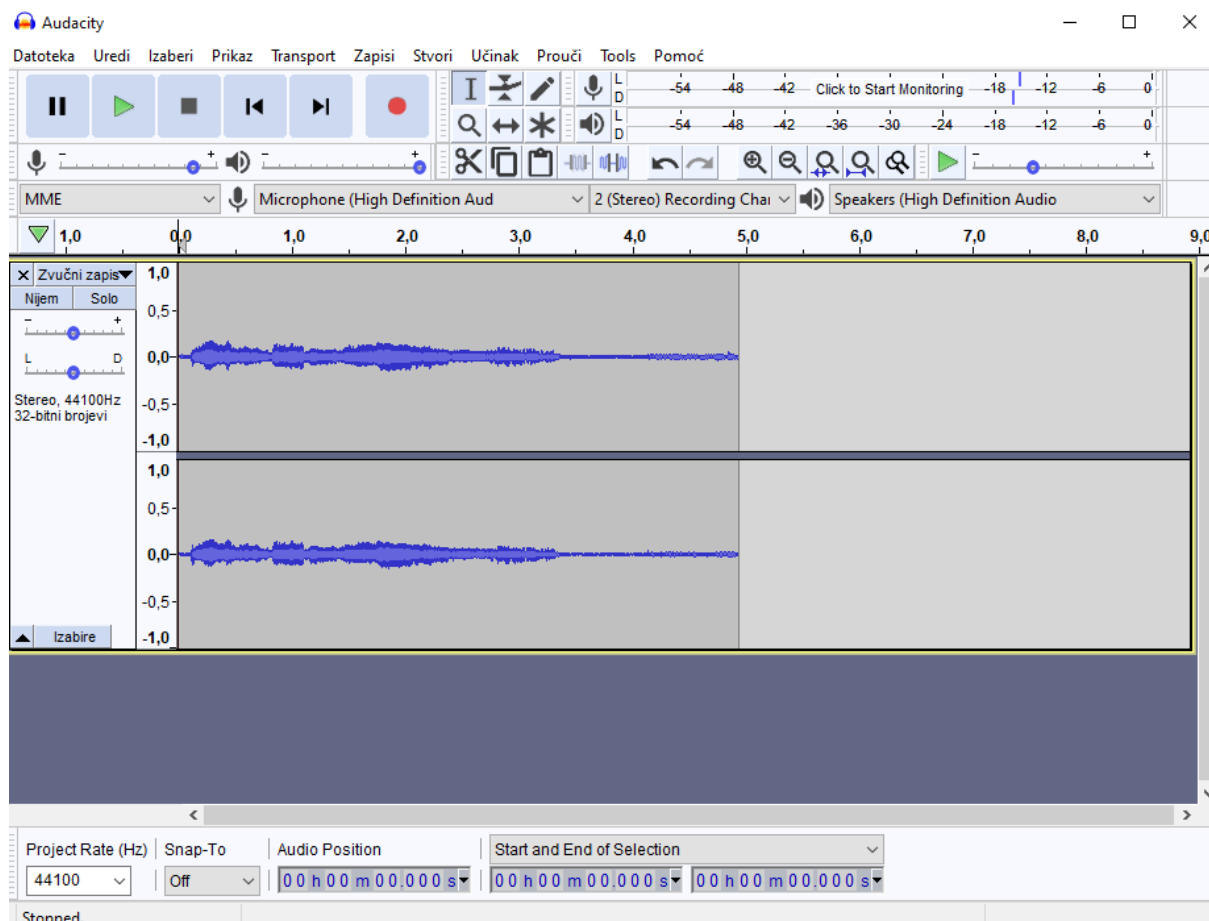 Audacity
Datoteka Uredi Izaberi Prikaz Transport Zapisi Stvori Učinak Prouči Tools Pomoć
L D -54 -48 -42 Click to Start Monitoring -18 -12 -6 0
L D -54 -48 -42 -36 -30 -24 -18 -12 -6 0
- + - + - +
MME Microphone (High Definition Aud 2 (Stereo) Recording Chai Speakers (High Definition Audio
1,0 0,0 1,0 2,0 3,0 4,0 5,0 6,0 7,0 8,0 9,0
Zvučni zapis
Nijem Solo
- +
L D
Stereo, 44100Hz
32-bitni brojevi
1,0
0,5
0,0
-0,5
-1,0
1,0
0,5
0,0
-0,5
-1,0
Izabire
Project Rate (Hz) Snap-To Audio Position Start and End of Selection
44100 Off 00 h 00 m 00.000 s 00 h 00 m 00.000 s 00 h 00 m 00.000 s
Stopped